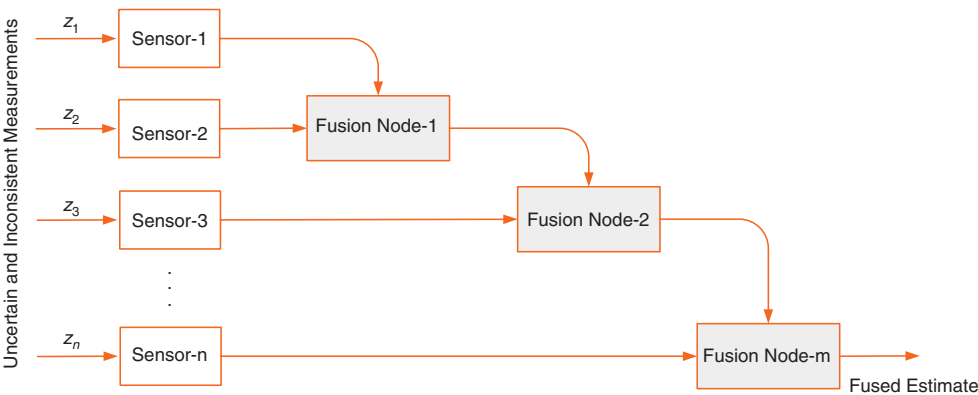 Uncertain and Inconsistent Measurements
z1
Sensor-1
z2
Sensor-2
Fusion Node-1
z3
Sensor-3
Fusion Node-2
. . .
zn
Sensor-n
Fusion Node-m
Fused Estimate